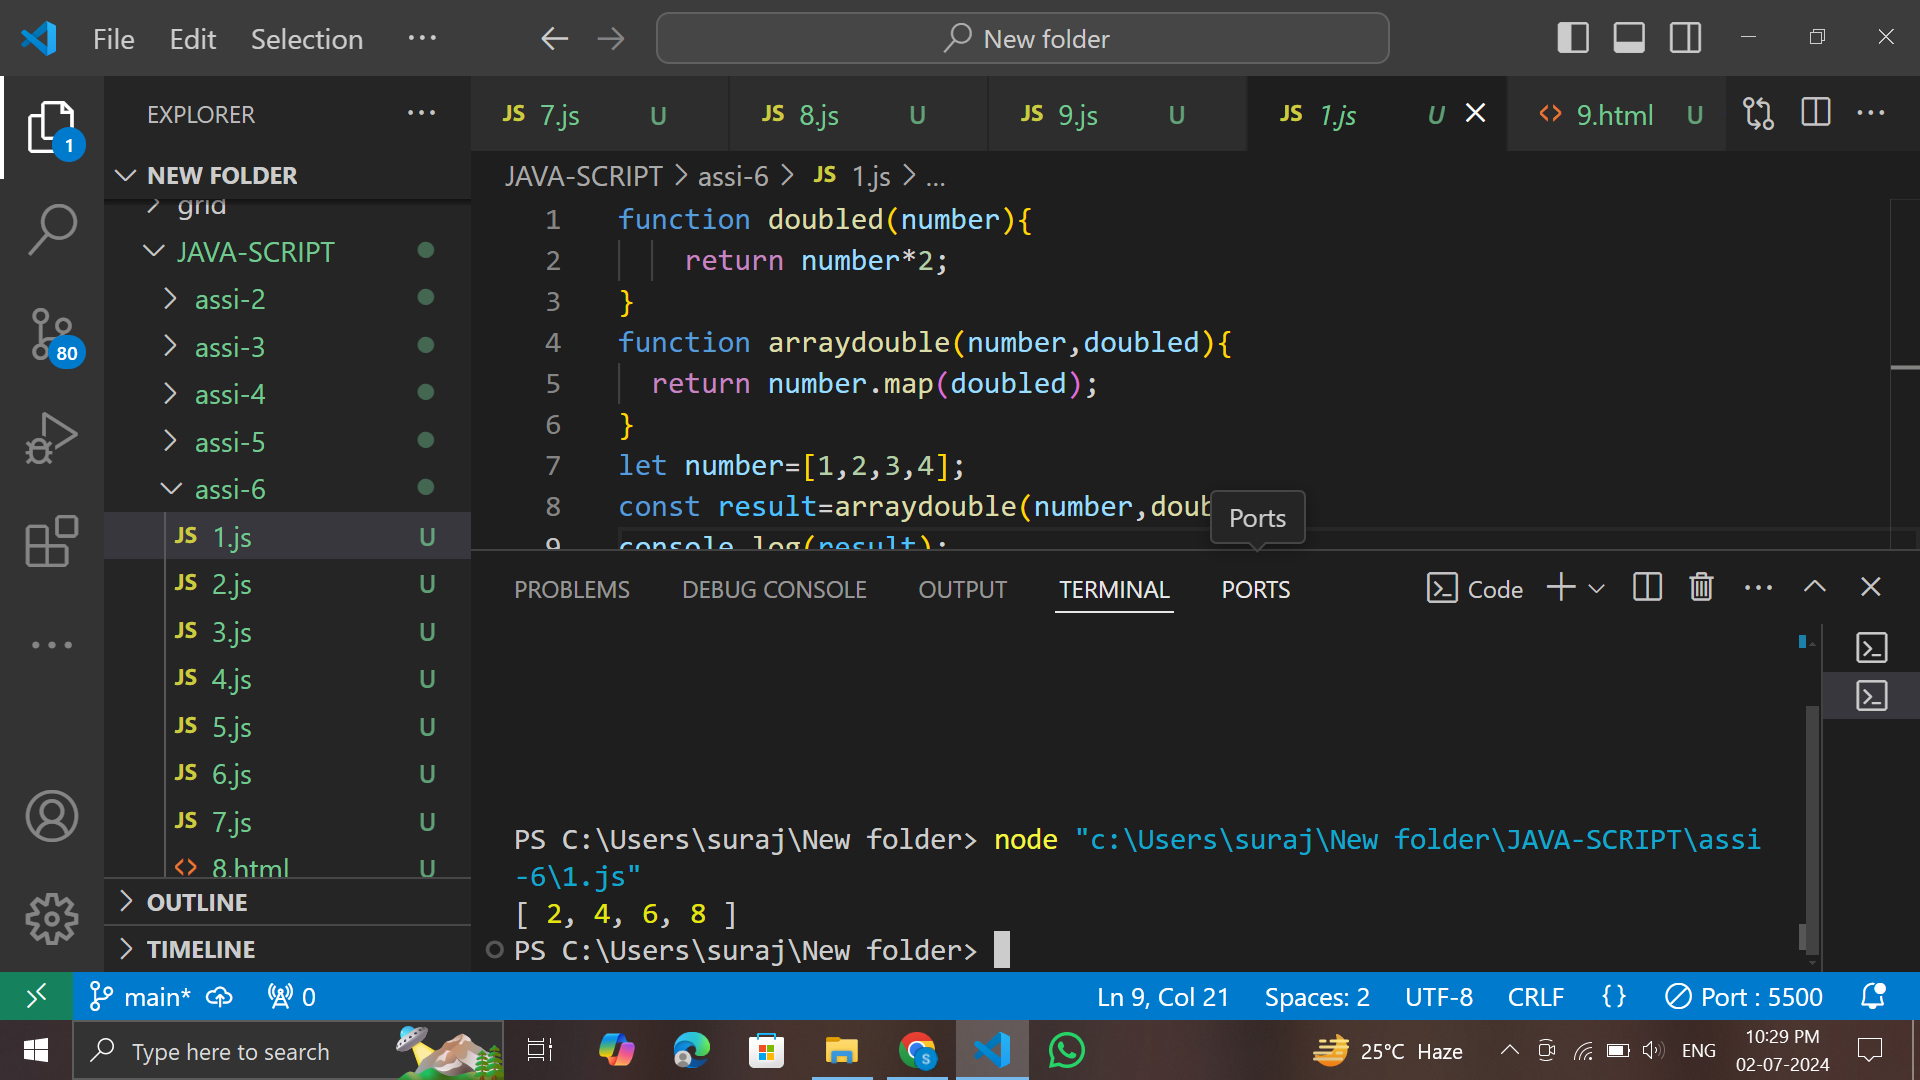 File Edit Selection ... New folder
EXPLORER ...
JS 7.js U JS 8.js U JS 9.js U JS 1.js U <> 9.html U ...
NEW FOLDER
JAVA-SCRIPT > assi-6 > JS 1.js > ...
grid
JAVA-SCRIPT
assi-2
assi-3
assi-4
assi-5
assi-6
JS 1.js U
JS 2.js U
JS 3.js U
JS 4.js U
JS 5.js U
JS 6.js U
JS 7.js U
<> 8.html U
OUTLINE
TIMELINE
1
80
1 function doubled(number){
2 return number*2;
3 }
4 function arraydouble(number,doubled){
5 return number.map(doubled);
6 }
7 let number=[1,2,3,4];
8 const result=arraydouble(number,doub
9 console.log(result);
Ports
PROBLEMS DEBUG CONSOLE OUTPUT TERMINAL PORTS Code
PS C:\Users\suraj\New folder> node "c:\Users\suraj\New folder\JAVA-SCRIPT\assi
-6\1.js"
[ 2, 4, 6, 8 ]
PS C:\Users\suraj\New folder>
main* 0 Ln 9, Col 21 Spaces: 2 UTF-8 CRLF {} Port : 5500
Type here to search S 25°C Haze ENG 10:29 PM
02-07-2024